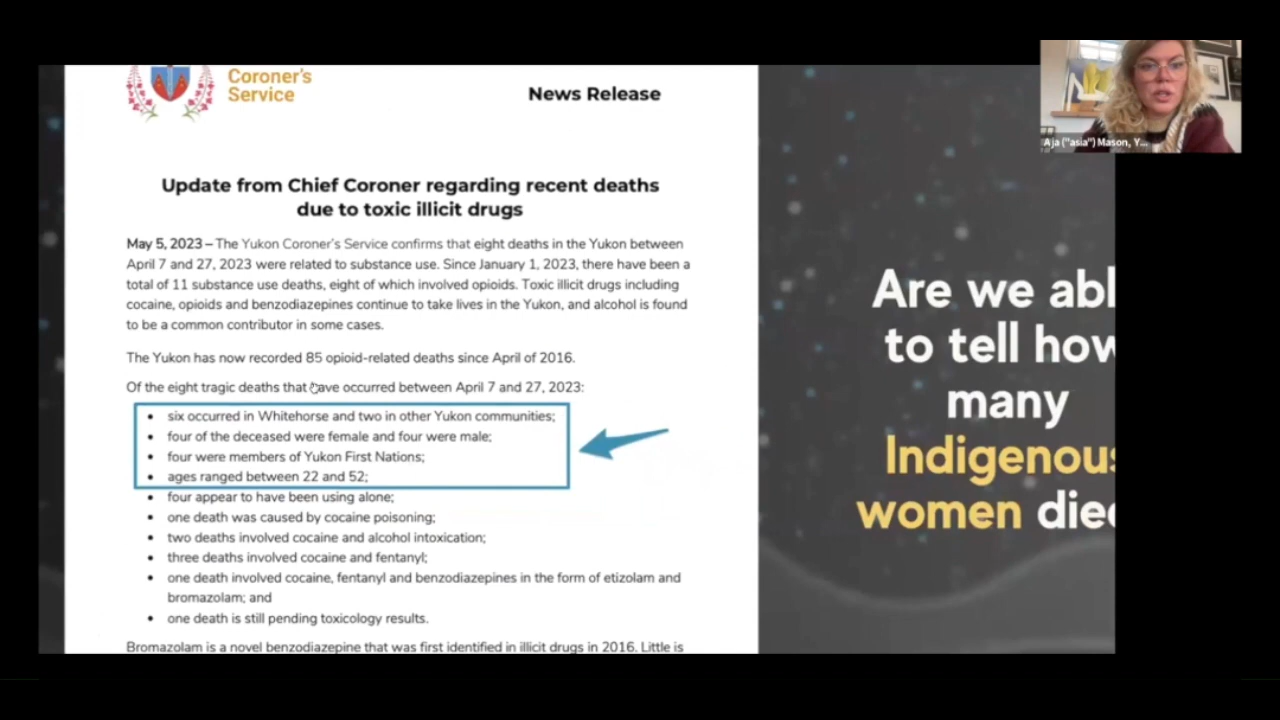 Coroner's
Service
News Release
Update from Chief Coroner regarding recent deaths
due to toxic illicit drugs
May 5, 2023 – The Yukon Coroner's Service confirms that eight deaths in the Yukon between
April 7 and 27, 2023 were related to substance use. Since January 1, 2023, there have been a
total of 11 substance use deaths, eight of which involved opioids. Toxic illicit drugs including
cocaine, opioids and benzodiazepines continue to take lives in the Yukon, and alcohol is found
to be a common contributor in some cases.
The Yukon has now recorded 85 opioid-related deaths since April of 2016.
Of the eight tragic deaths that have occurred between April 7 and 27, 2023:
• six occurred in Whitehorse and two in other Yukon communities;
• four of the deceased were female and four were male;
• four were members of Yukon First Nations;
• ages ranged between 22 and 52;
• four appear to have been using alone;
• one death was caused by cocaine poisoning;
• two deaths involved cocaine and alcohol intoxication;
• three deaths involved cocaine and fentanyl;
• one death involved cocaine, fentanyl and benzodiazepines in the form of etizolam and
bromazolam; and
• one death is still pending toxicology results.
Bromazolam is a novel benzodiazepine that was first identified in illicit drugs in 2016. Little is
Are we abl
to tell how
many
Indigenous
women died
Aja ("asia") Mason, Y...